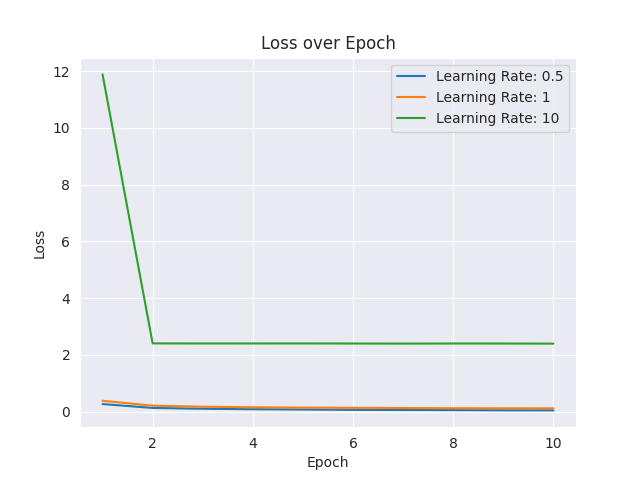 Loss over Epoch
Learning Rate: 0.5
Learning Rate: 1
Learning Rate: 10
12
10
8
6
4
2
0
Loss
2
4
6
8
10
Epoch